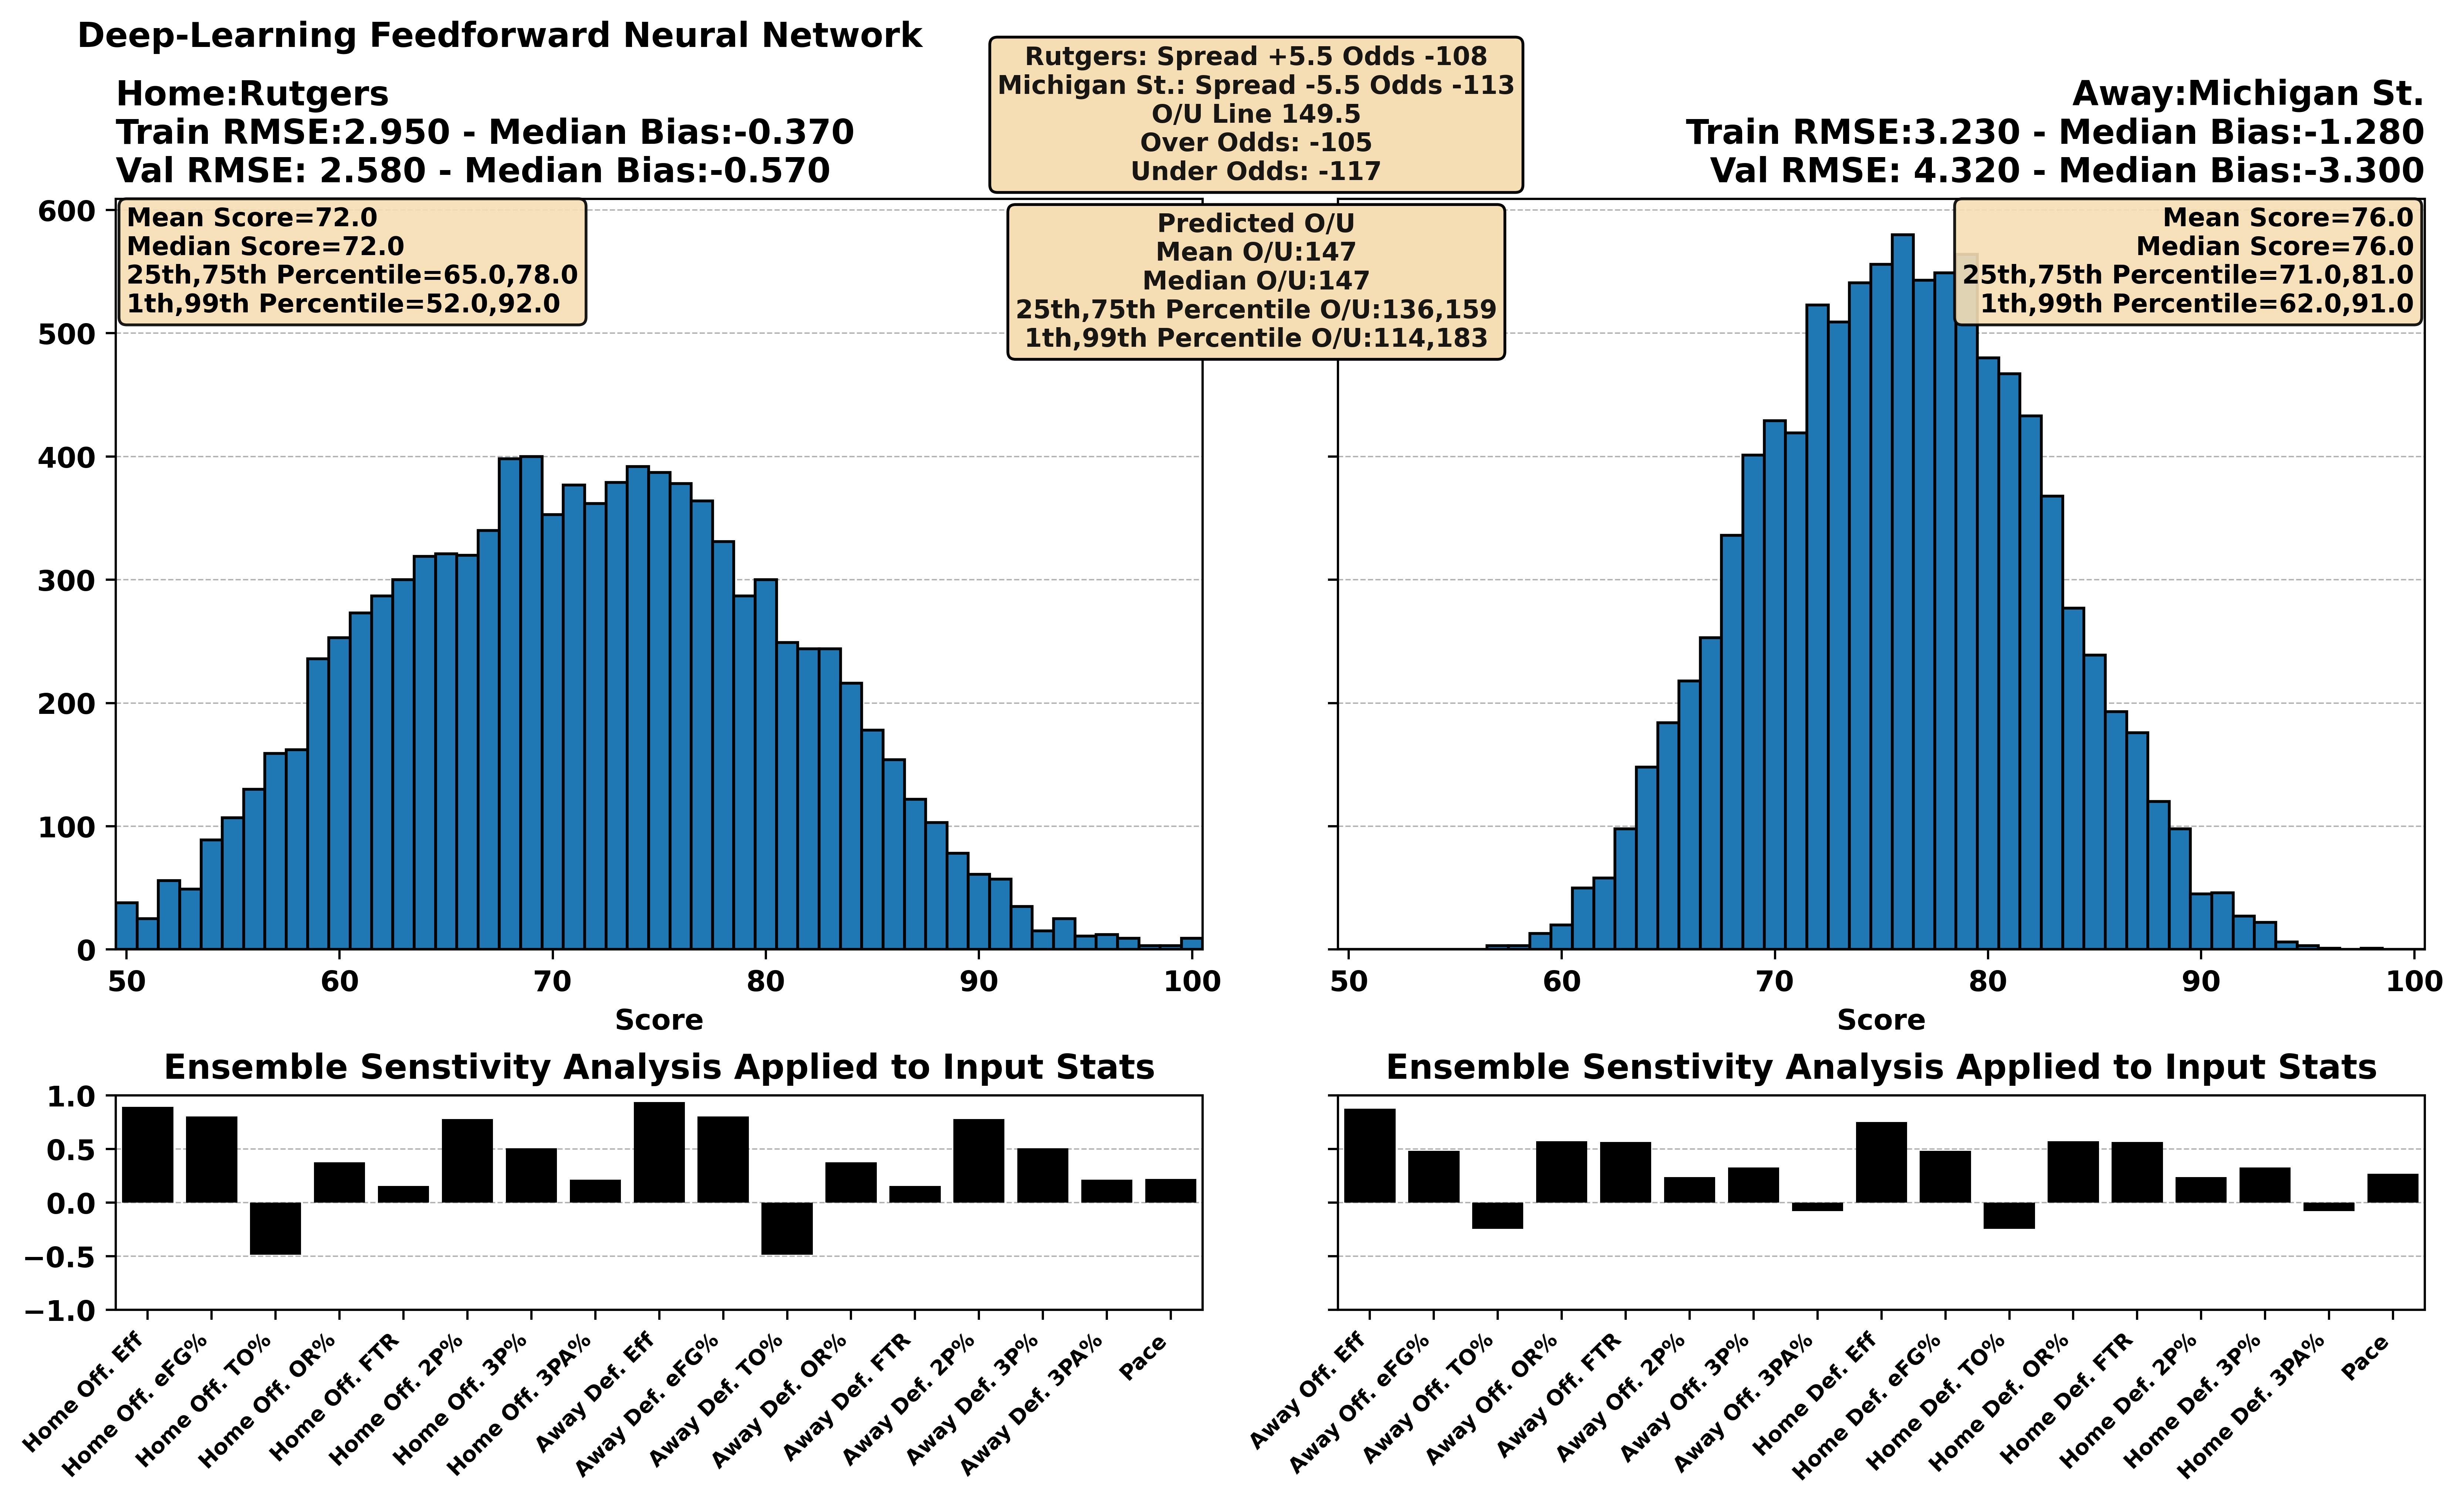 Deep-Learning Feedforward Neural Network
Rutgers: Spread +5.5 Odds -108
Michigan St.: Spread -5.5 Odds -113
O/U Line 149.5
Over Odds: -105
Under Odds: -117
Home:Rutgers
Train RMSE:2.950 - Median Bias:-0.370
Val RMSE: 2.580 - Median Bias:-0.570
Away:Michigan St.
Train RMSE:3.230 - Median Bias:-1.280
Val RMSE: 4.320 - Median Bias:-3.300
Mean Score=72.0
Median Score=72.0
25th,75th Percentile=65.0,78.0
1th,99th Percentile=52.0,92.0
Predicted O/U
Mean O/U:147
Median O/U:147
25th,75th Percentile O/U:136,159
1th,99th Percentile O/U:114,183
Mean Score=76.0
Median Score=76.0
25th,75th Percentile=71.0,81.0
1th,99th Percentile=62.0,91.0
600
500
400
300
200
100
0
50 60 70 80 90 100
Score
50 60 70 80 90 100
Score
Ensemble Senstivity Analysis Applied to Input Stats
1.0
0.5
0.0
−0.5
−1.0
Home Off. Eff
Home Off. eFG%
Home Off. TO%
Home Off. OR%
Home Off. FTR
Home Off. 2P%
Home Off. 3P%
Home Off. 3PA%
Away Def. Eff
Away Def. eFG%
Away Def. TO%
Away Def. OR%
Away Def. FTR
Away Def. 2P%
Away Def. 3P%
Away Def. 3PA%
Pace
Ensemble Senstivity Analysis Applied to Input Stats
Away Off. Eff
Away Off. eFG%
Away Off. TO%
Away Off. OR%
Away Off. FTR
Away Off. 2P%
Away Off. 3P%
Away Off. 3PA%
Home Def. Eff
Home Def. eFG%
Home Def. TO%
Home Def. OR%
Home Def. FTR
Home Def. 2P%
Home Def. 3P%
Home Def. 3PA%
Pace